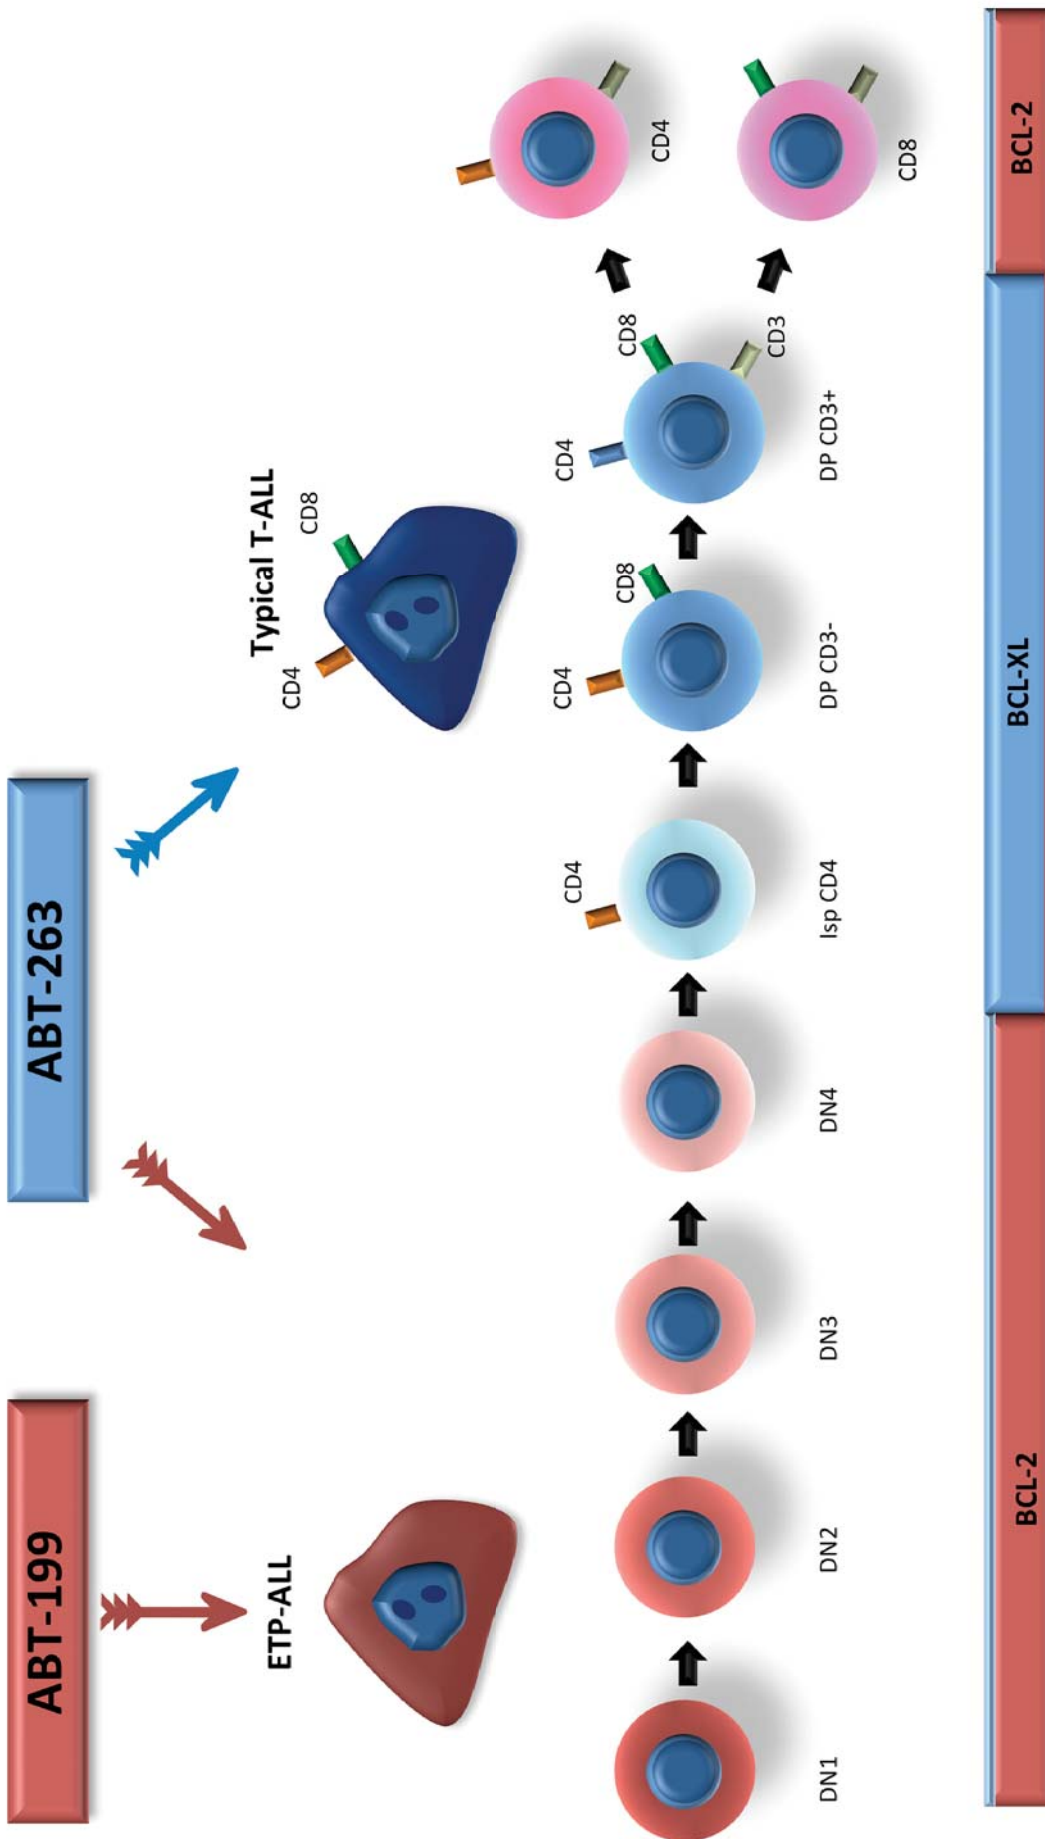 ABT-199
ABT-263
ETP-ALL
Typical T-ALL
CD4
CD8
CD4
CD4
CD8
CD4
CD8
CD3
CD4
CD8
DN1
DN2
DN3
DN4
Isp CD4
DP CD3-
DP CD3+
BCL-2
BCL-XL
BCL-2